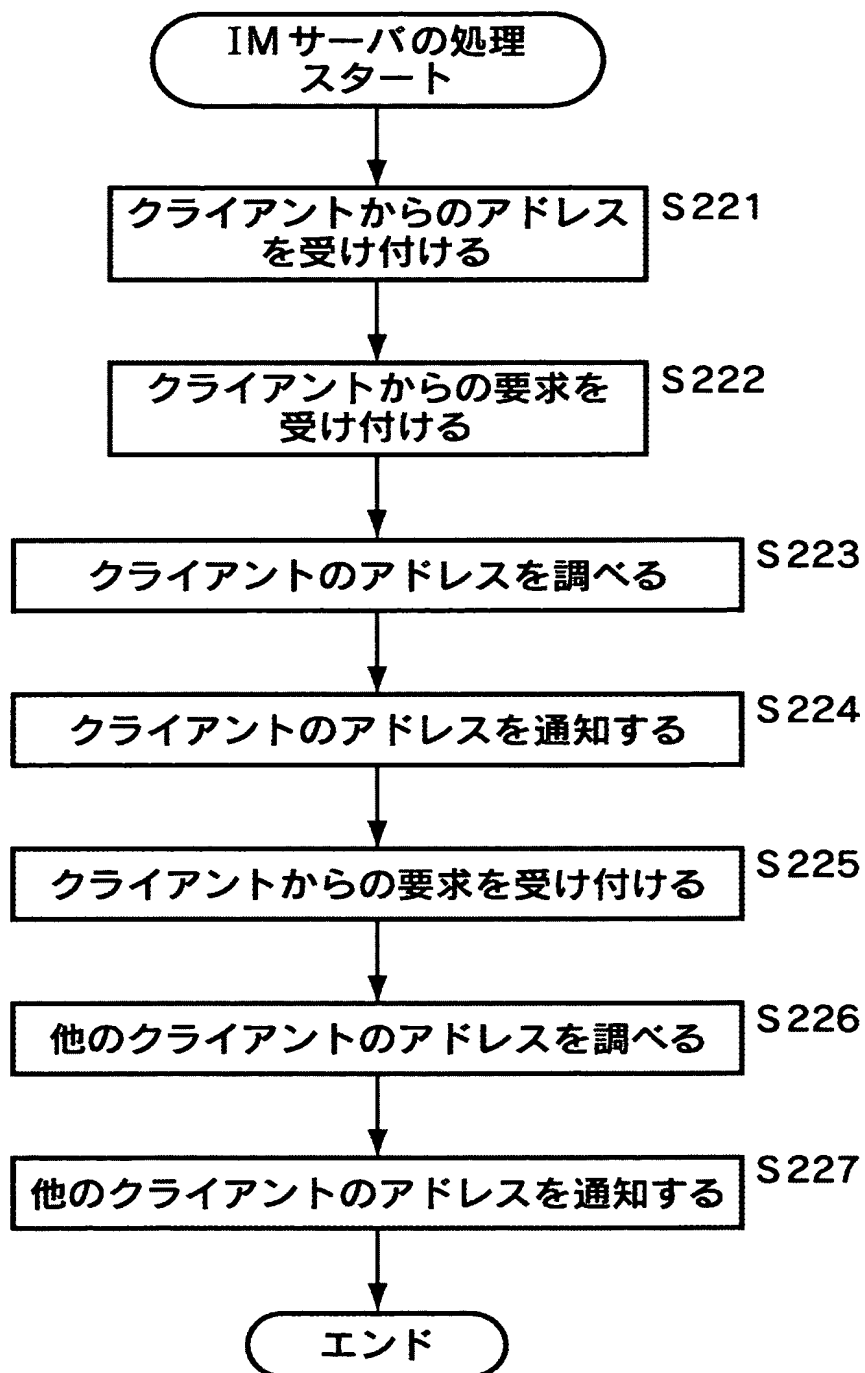 IMサーバの処理
スタート
クライアントからのアドレス
を受け付ける
S221
クライアントからの要求を
受け付ける
S222
クライアントのアドレスを調べる
S223
クライアントのアドレスを通知する
S224
クライアントからの要求を受け付ける
S225
他のクライアントのアドレスを調べる
S226
他のクライアントのアドレスを通知する
S227
エンド